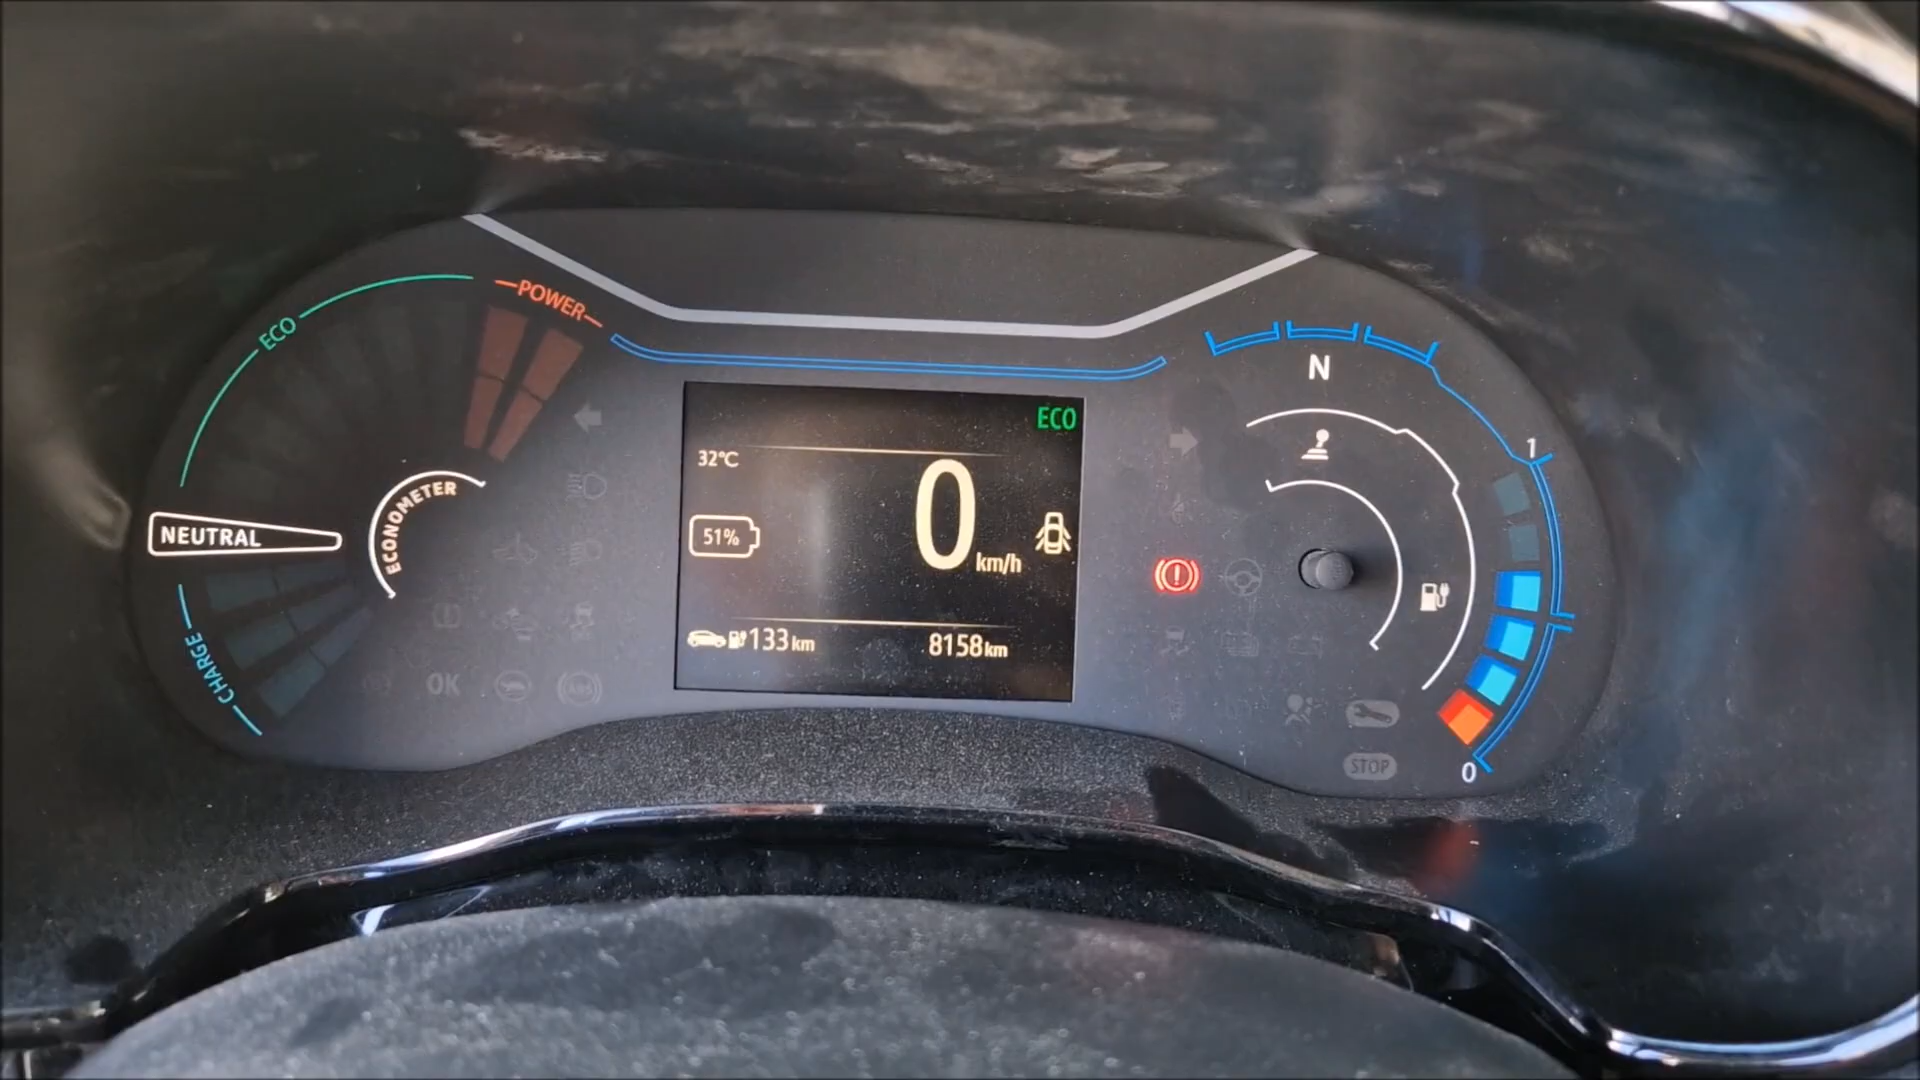 POWER
ECO
N
ECO
32°C
1
0
km/h
ECONOMETER
NEUTRAL
51%
133 km
8158 km
CHARGE
OK
ABS
STOP
0